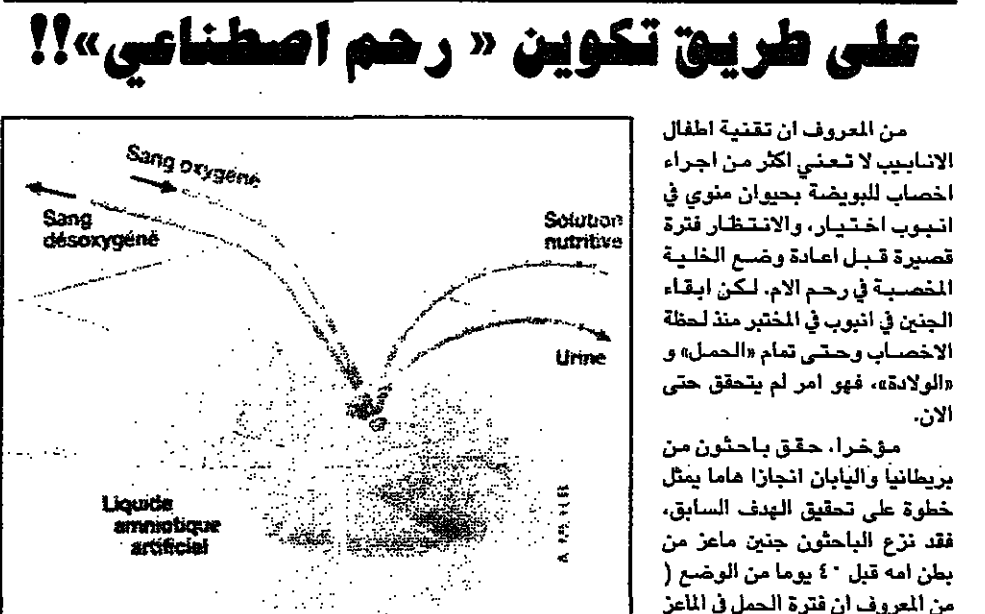 على طريق تكوين « رحم اصطناعي»!!
من المعروف ان تقنية اطفال
الانابيب لا تعني اكثر من اجراء
اخصاب للبويضة بحيوان منوي في
انبوب اختيار، والانتظار فترة
قصيرة قبل اعادة وضع الخلية
المخصبة في رحم الام. لكن ابقاء
الجنين في انبوب في المختبر منذ لحظة
الاخصاب وحتى تمام «الحمل» و
«الولادة»، فهو امر لم يتحقق حتى
الان.
مؤخرا، حقق باحثون من
بريطانيا واليابان انجازا هاما يمثل
خطوة على تحقيق الهدف السابق،
فقد نزع الباحثون جنين ماعز من
بطن امه قبل ٤٠ يوما من الوضع (
من المعروف ان فترة الحمل في الماعز
Sang oxygéné
Sang
désoxygéné
Solution
nutritive
Urine
Liquide
amniotique
artificiel